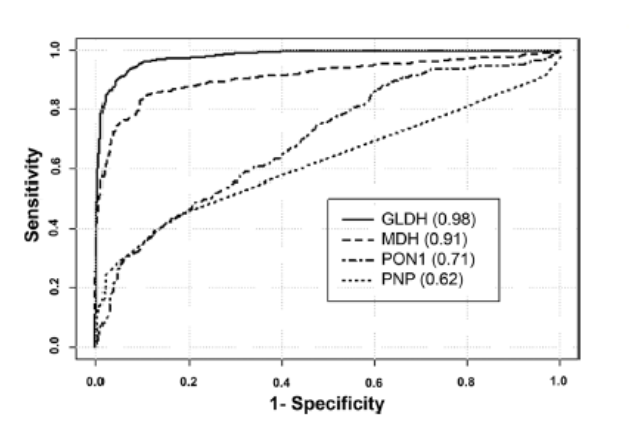 1.0
0.8
0.6
0.4
0.2
0.0
Sensitivity
GLDH (0.98)
MDH (0.91)
PON1 (0.71)
PNP (0.62)
0.0 0.2 0.4 0.6 0.8 1.0
1- Specificity